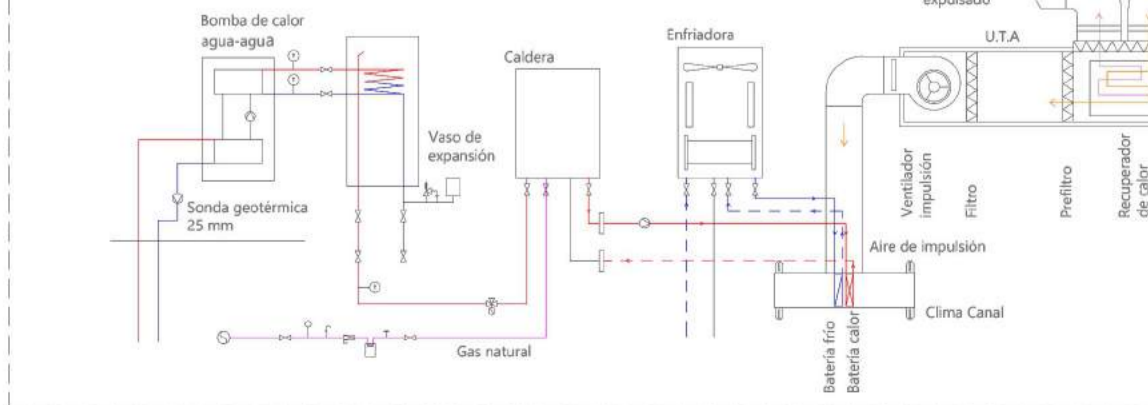 expulsado
Bomba de calor
agua-agua
Caldera
Enfriadora
U.T.A
Vaso de
expansión
Sonda geotérmica
25 mm
Ventilador
impulsión
Filtro
Prefiltro
Recuperador
de calor
Aire de impulsión
Clima Canal
Gas natural
Batería frío
Batería calor